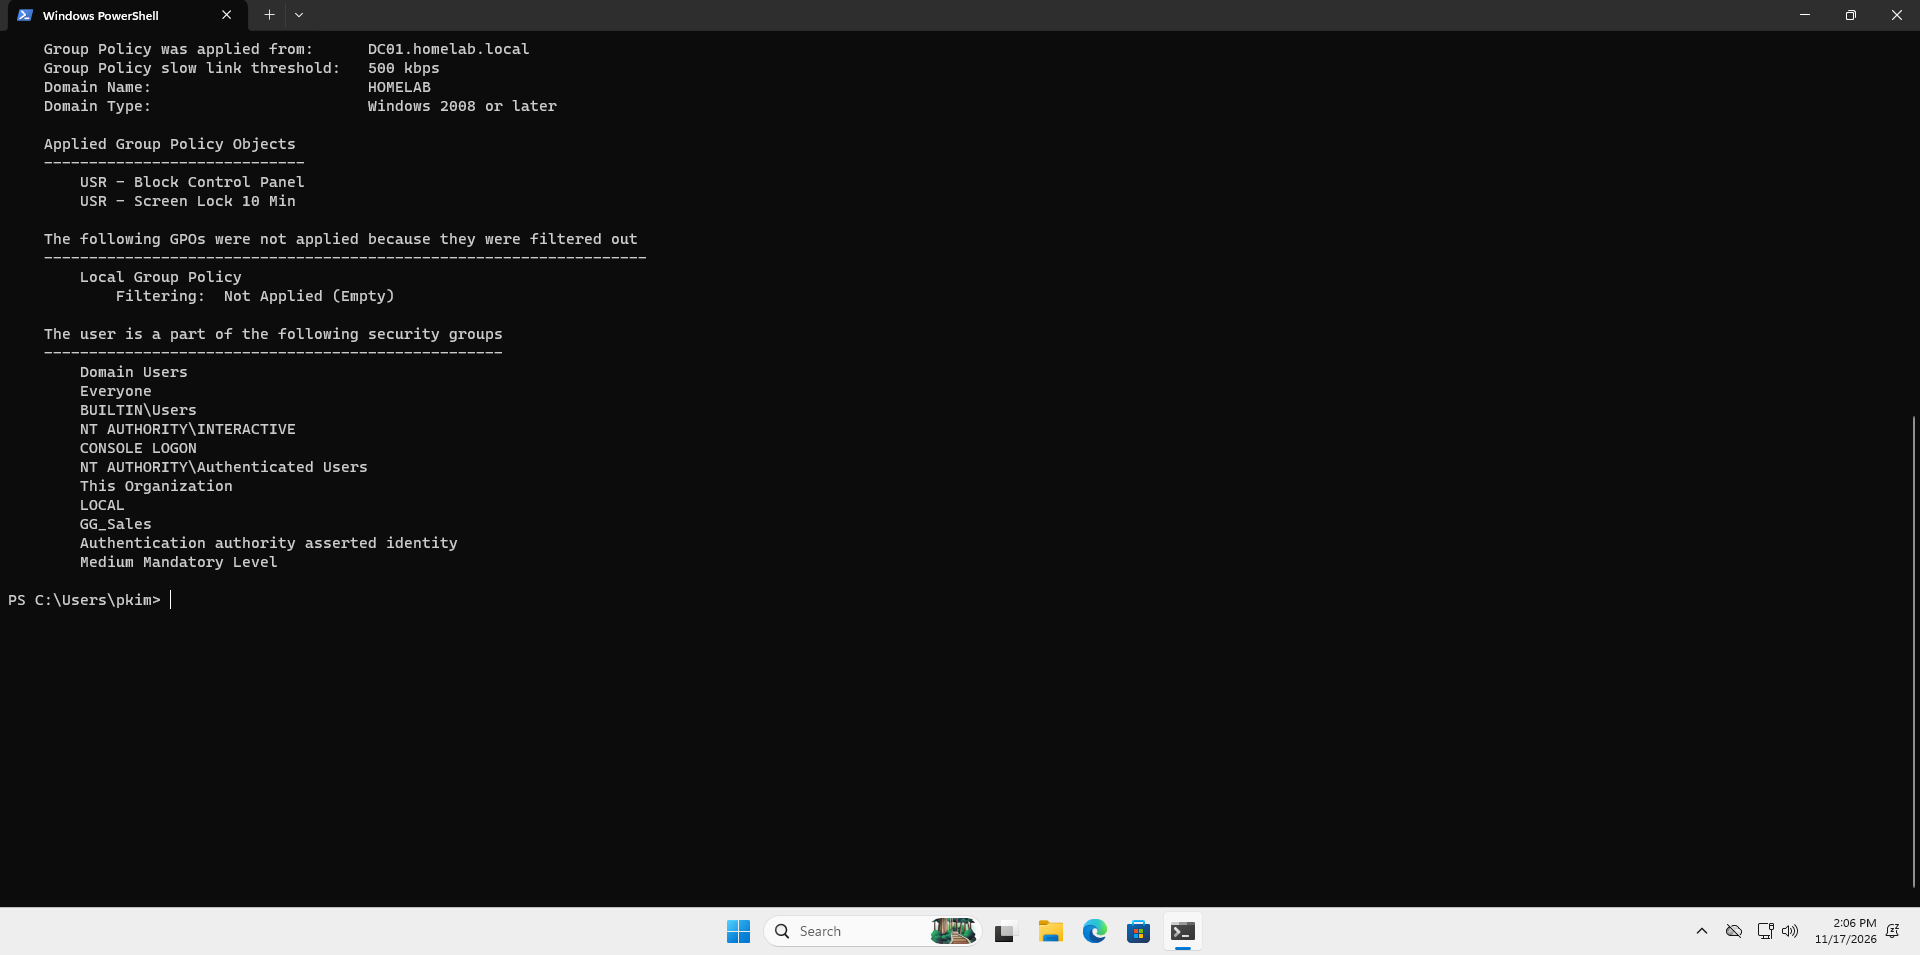 Windows PowerShell
Group Policy was applied from:      DC01.homelab.local
Group Policy slow link threshold:   500 kbps
Domain Name:                        HOMELAB
Domain Type:                        Windows 2008 or later
Applied Group Policy Objects
-----------------------------
USR - Block Control Panel
USR - Screen Lock 10 Min
The following GPOs were not applied because they were filtered out
-------------------------------------------------------------------
Local Group Policy
Filtering:  Not Applied (Empty)
The user is a part of the following security groups
---------------------------------------------------
Domain Users
Everyone
BUILTIN\Users
NT AUTHORITY\INTERACTIVE
CONSOLE LOGON
NT AUTHORITY\Authenticated Users
This Organization
LOCAL
GG_Sales
Authentication authority asserted identity
Medium Mandatory Level
PS C:\Users\pkim>
Search
2:06 PM
11/17/2026